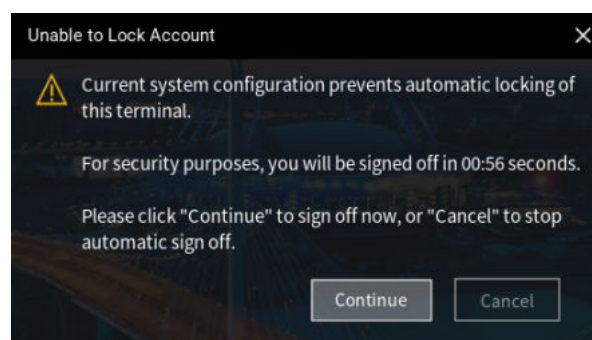 Unable to Lock Account
Current system configuration prevents automatic locking of
this terminal.
For security purposes, you will be signed off in 00:56 seconds.
Please click "Continue" to sign off now, or "Cancel" to stop
automatic sign off.
Continue
Cancel